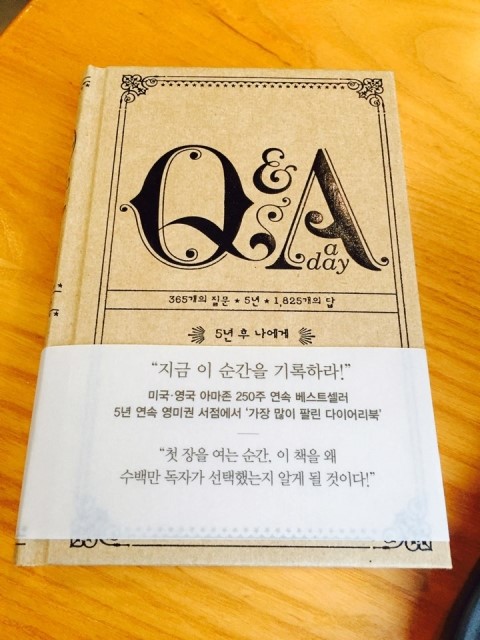 Q&A
a
day
365개의 질문 ★ 5년 ★ 1,825개의 답
5년 후 나에게
“지금 이 순간을 기록하라!”
미국·영국 아마존 250주 연속 베스트셀러
5년 연속 영미권 서점에서 ‘가장 많이 팔린 다이어리북’
“첫 장을 여는 순간, 이 책을 왜
수백만 독자가 선택했는지 알게 될 것이다!”